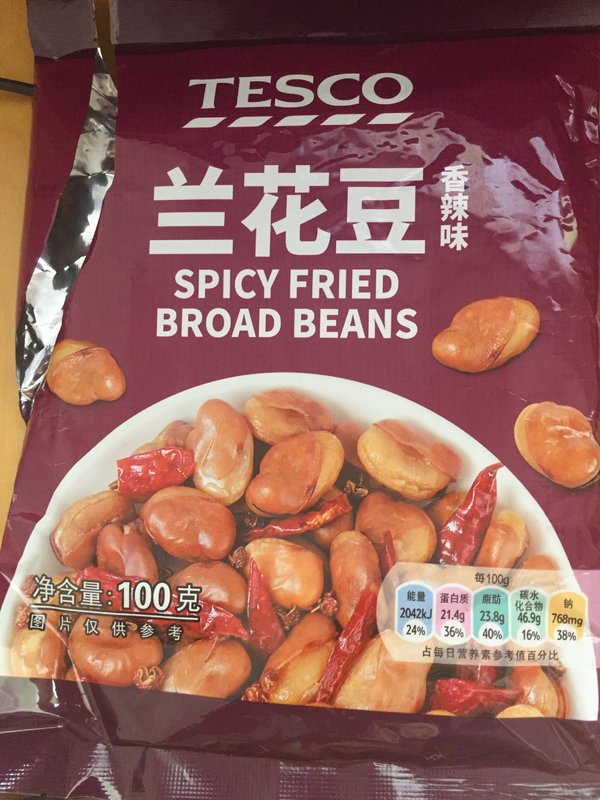 TESCO
兰花豆
香辣味
SPICY FRIED
BROAD BEANS
净含量:100克
图片仅供参考
每100g
能量 蛋白质 脂肪 碳水化合物 钠
2042kJ 21.4g 23.8g 46.9g 768mg
24% 36% 40% 16% 38%
占每日营养素参考值百分比